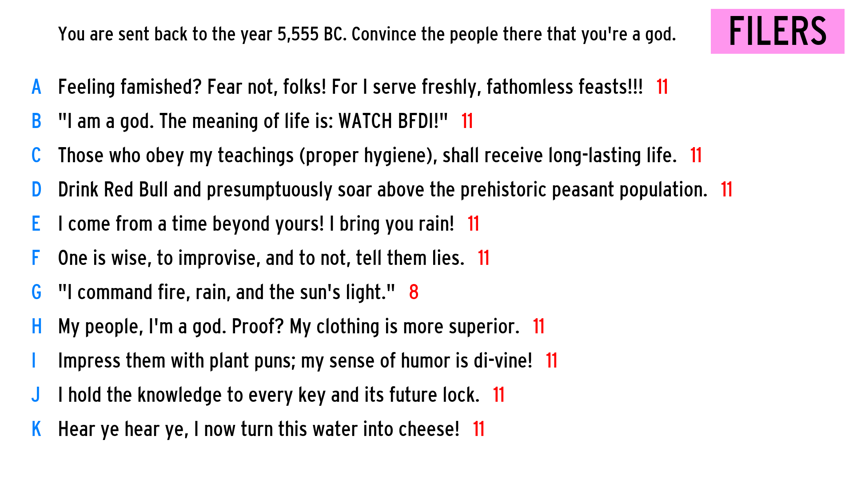 You are sent back to the year 5,555 BC. Convince the people there that you're a god.
FILERS
A Feeling famished? Fear not, folks! For I serve freshly, fathomless feasts!!! 11
B "I am a god. The meaning of life is: WATCH BFDI!" 11
C Those who obey my teachings (proper hygiene), shall receive long-lasting life. 11
D Drink Red Bull and presumptuously soar above the prehistoric peasant population. 11
E I come from a time beyond yours! I bring you rain! 11
F One is wise, to improvise, and to not, tell them lies. 11
G "I command fire, rain, and the sun's light." 8
H My people, I'm a god. Proof? My clothing is more superior. 11
I Impress them with plant puns; my sense of humor is di-vine! 11
J I hold the knowledge to every key and its future lock. 11
K Hear ye hear ye, I now turn this water into cheese! 11